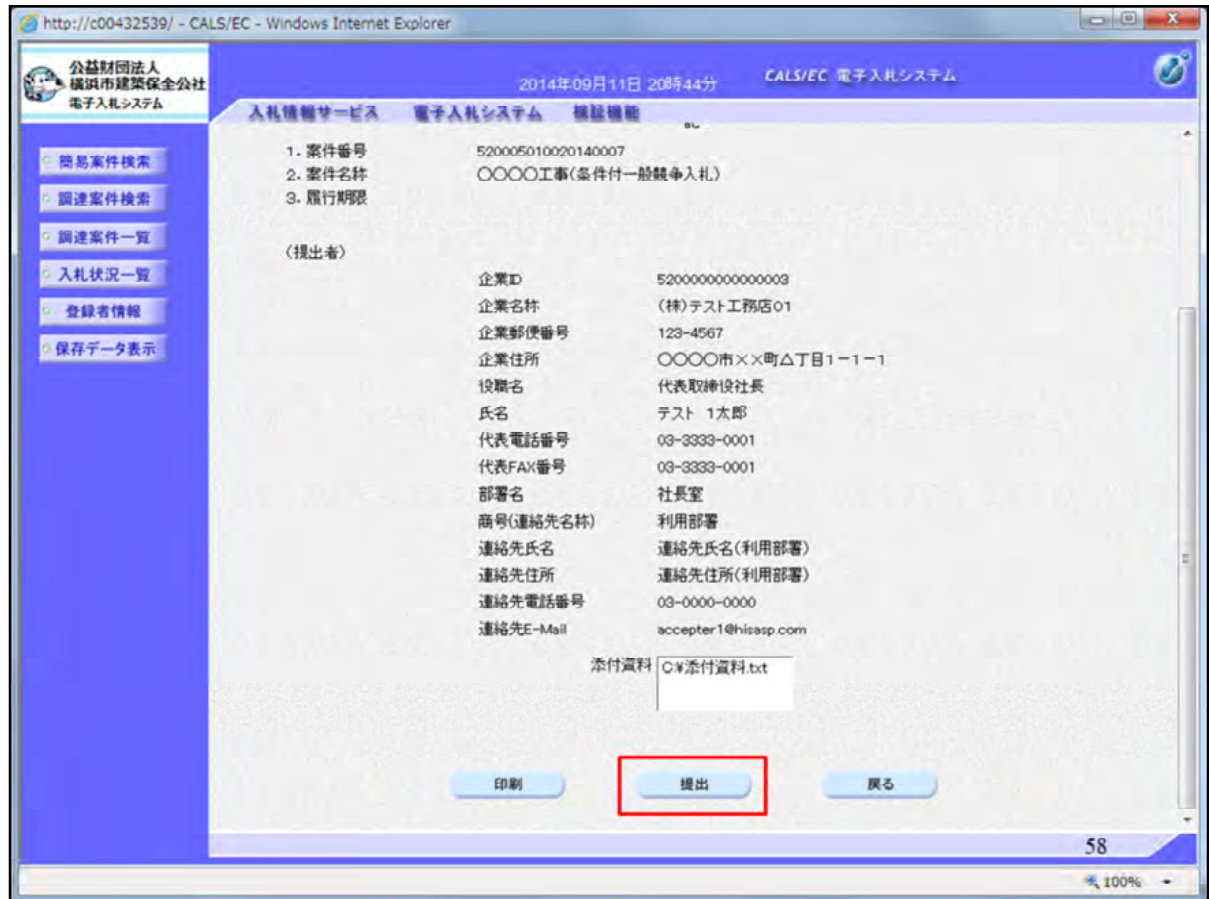 http://c00432539/ - CALS/EC - Windows Internet Explorer
公益財団法人
横浜市建築保全公社
電子入札システム
2014年09月11日 20時44分
CALS/EC 電子入札システム
入札情報サービス 電子入札システム 検証機能
簡易案件検索
調達案件検索
調達案件一覧
入札状況一覧
登録者情報
保存データ表示
1. 案件番号 520005010020140007
2. 案件名称 〇〇〇〇工事(条件付一般競争入札)
3. 履行期限
(提出者)
企業ID 5200000000000003
企業名称 (株)テスト工務店01
企業郵便番号 123-4567
企業住所 〇〇〇〇市××町△丁目1-1-1
役職名 代表取締役社長
氏名 テスト 1太郎
代表電話番号 03-3333-0001
代表FAX番号 03-3333-0001
部署名 社長室
商号(連絡先名称) 利用部署
連絡先氏名 連絡先氏名(利用部署)
連絡先住所 連絡先住所(利用部署)
連絡先電話番号 03-0000-0000
連絡先E-Mail accepter1@hisasp.com
添付資料 C:¥添付資料.txt
印刷 提出 戻る
58
100%